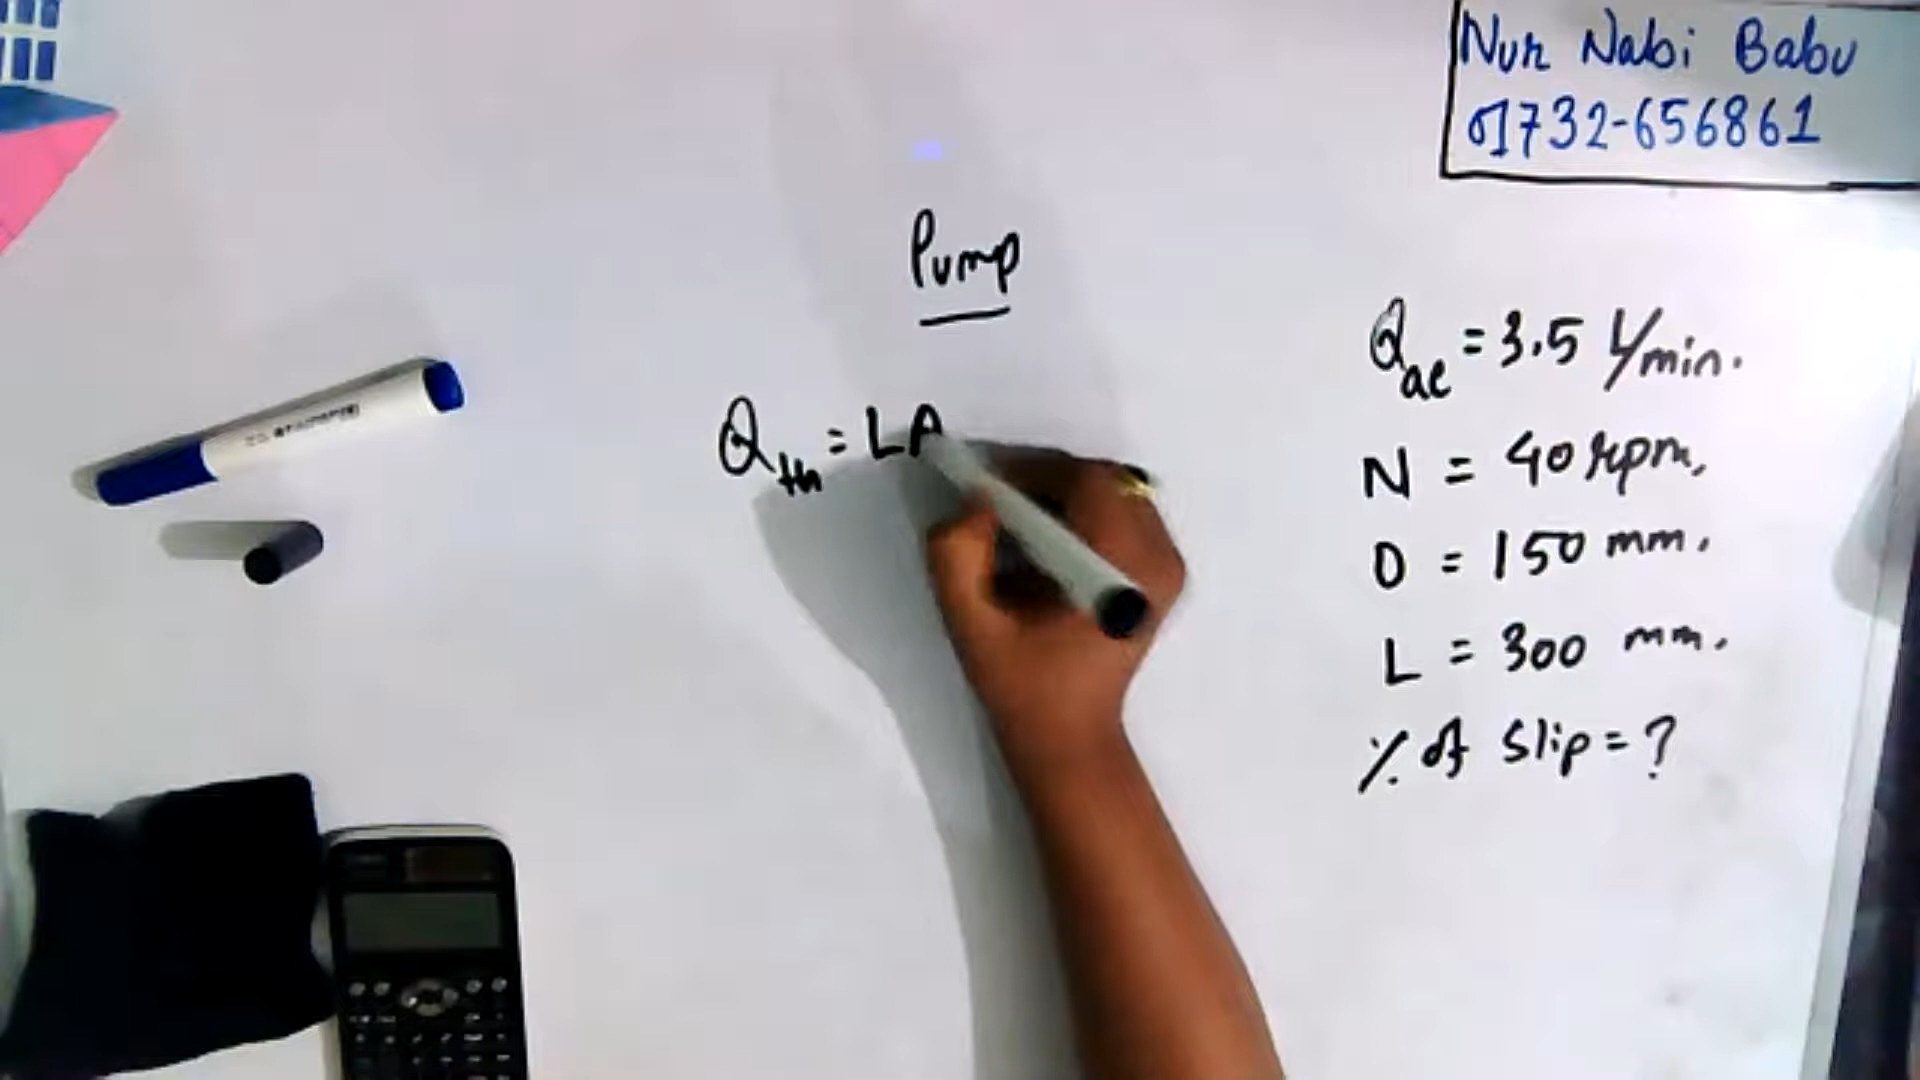 Nur Nabi Babu
01732-656861
Pump
Qth = LA
Qac = 3.5 L/min.
N = 40 rpm,
D = 150 mm.
L = 300 mm.
% of slip = ?